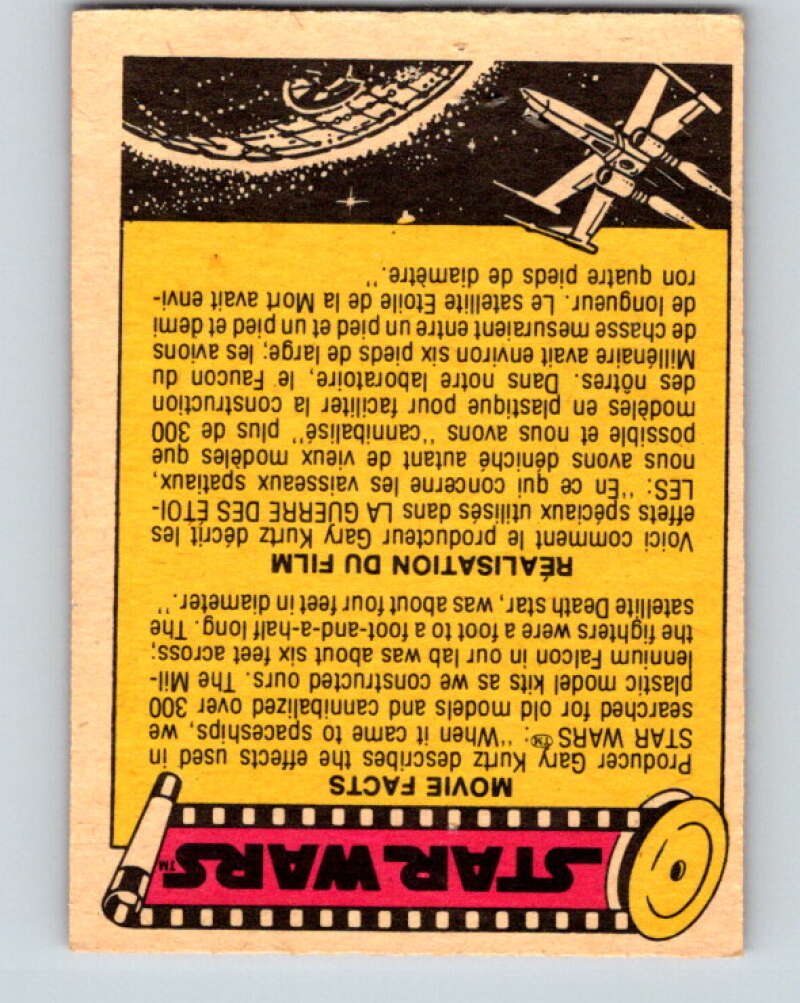 STAR WARS™
MOVIE FACTS
Producer Gary Kurtz describes the effects used in
STAR WARS™: "When it came to spaceships, we
searched for old models and cannibalized over 300
plastic model kits as we constructed ours. The Mil-
lennium Falcon in our lab was about six feet across;
the fighters were a foot to a foot-and-a-half long. The
satellite Death star, was about four feet in diameter."
RÉALISATION DU FILM
Voici comment le producteur Gary Kurtz décrit les
effets spéciaux utilisés dans LA GUERRE DES ÉTOI-
LES: "En ce qui concerne les vaisseaux spatiaux,
nous avons déniché autant de vieux modèles que
possible et nous avons "cannibalisé" plus de 300
modèles en plastique pour faciliter la construction
des nôtres. Dans notre laboratoire, le Faucon du
Millénaire avait environ six pieds de large; les avions
de chasse mesuraient entre un pied et un pied et demi
de longueur. Le satellite Étoile de la Mort avait envi-
ron quatre pieds de diamètre."